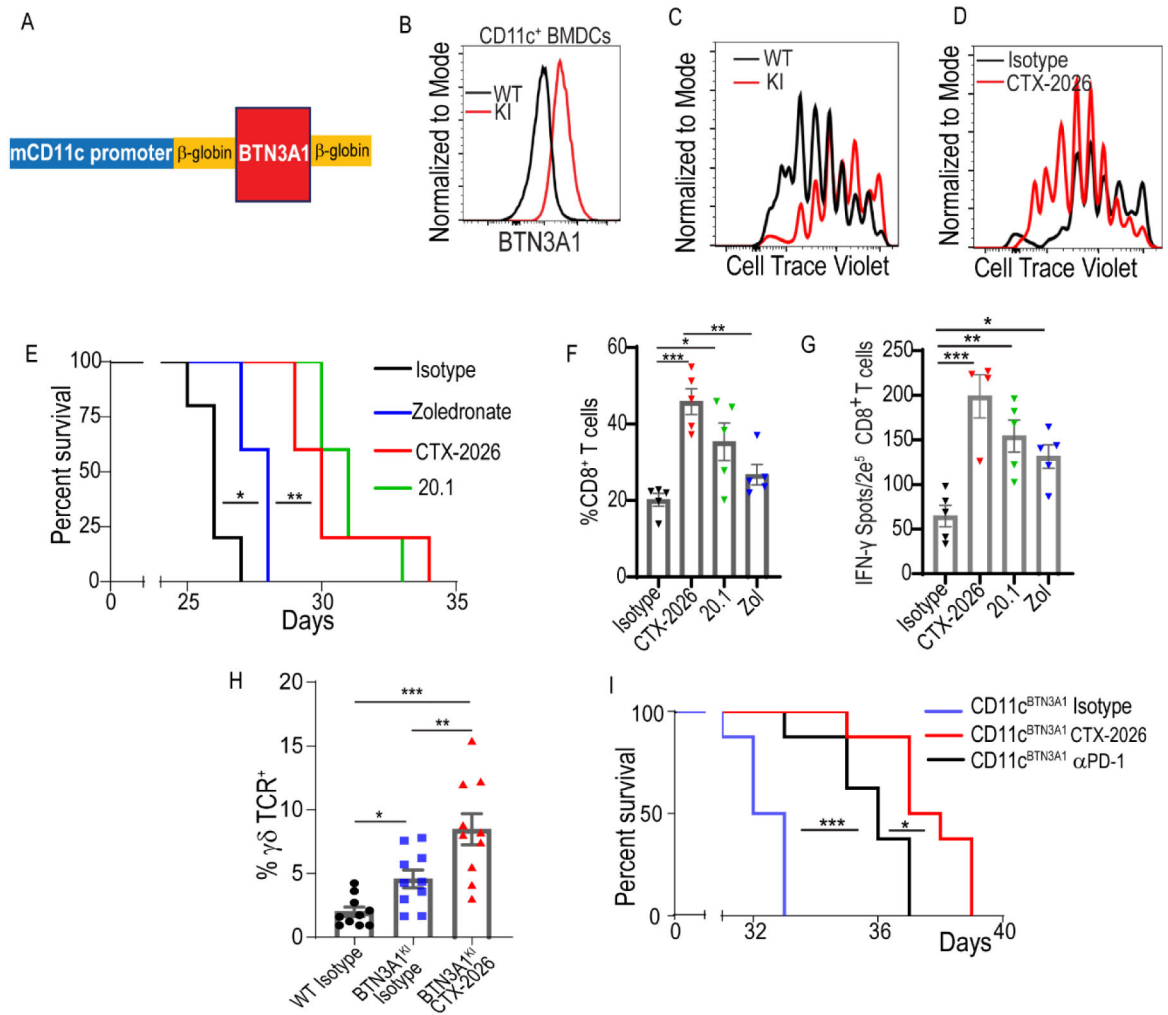 A
mCD11c promoter
β-globin
BTN3A1
β-globin
B
CD11c⁺ BMDCs
WT
KI
Normalized to Mode
BTN3A1
C
WT
KI
Normalized to Mode
Cell Trace Violet
D
Isotype
CTX-2026
Normalized to Mode
Cell Trace Violet
E
Percent survival
100
50
0
0
25
30
35
Days
*
**
Isotype
Zoledronate
CTX-2026
20.1
F
%CD8⁺ T cells
60
40
20
0
***
*
**
Isotype
CTX-2026
20.1
Zol
G
IFN-γ Spots/2e⁵ CD8⁺ T cells
250
200
150
100
50
0
***
**
*
Isotype
CTX-2026
20.1
Zol
H
% γδ TCR⁺
20
15
10
5
0
***
**
*
WT Isotype
BTN3A1ᴷᴵ
Isotype
BTN3A1ᴷᴵ
CTX-2026
I
Percent survival
100
50
0
0
32
36
40
Days
***
*
CD11cᴮᵀᴺ³ᴬ¹ Isotype
CD11cᴮᵀᴺ³ᴬ¹ CTX-2026
CD11cᴮᵀᴺ³ᴬ¹ αPD-1